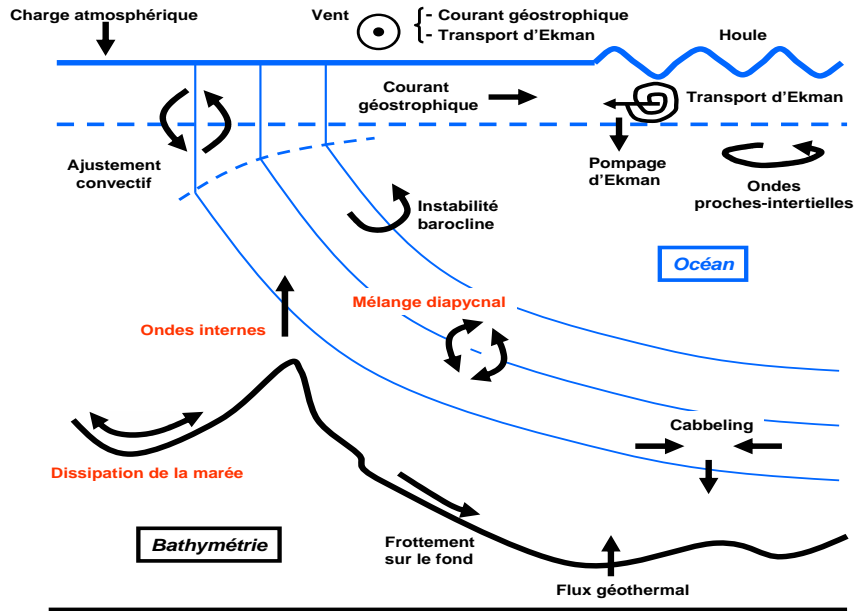 Charge atmosphérique
Vent
- Courant géostrophique
- Transport d'Ekman
Houle
Courant
géostrophique
Transport d'Ekman
Ajustement
convectif
Pompage
d'Ekman
Ondes
proches-intertielles
Instabilité
barocline
Océan
Ondes internes
Mélange diapycnal
Cabbeling
Dissipation de la marée
Bathymétrie
Frottement
sur le fond
Flux géothermal